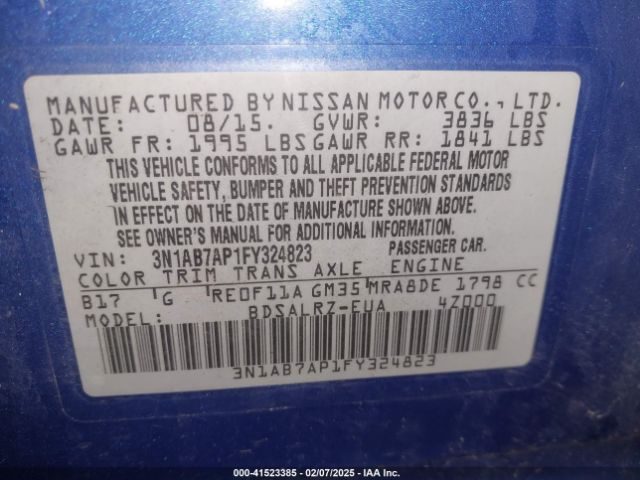 MANUFACTURED BY NISSAN MOTOR CO., LTD.
DATE: 08/15. GVWR: 3836 LBS
GAWR FR: 1995 LBS GAWR RR: 1841 LBS
THIS VEHICLE CONFORMS TO ALL APPLICABLE FEDERAL MOTOR
VEHICLE SAFETY, BUMPER AND THEFT PREVENTION STANDARDS
IN EFFECT ON THE DATE OF MANUFACTURE SHOWN ABOVE.
SEE OWNER'S MANUAL FOR ADDITIONAL INFORMATION.
VIN: 3N1AB7AP1FY324823 PASSENGER CAR.
COLOR TRIM TRANS AXLE ENGINE
B17 G RE0F11A GM35 MRA8DE 1798 CC
MODEL: BDSALRZ-EUA 4Z000
3N1AB7AP1FY324823
000-41523385 - 02/07/2025 - IAA Inc.